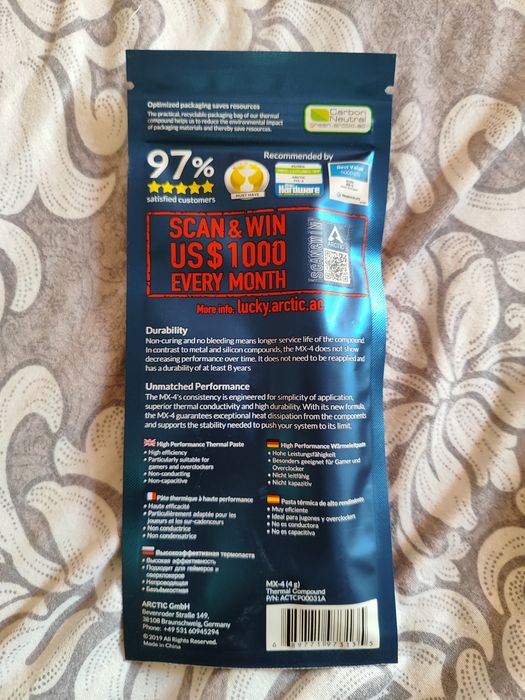 Optimized packaging saves resources
The practical, recyclable packaging bag of our thermal
compound helps us to reduce the environmental impact
of packaging materials and thereby save resources.
Carbon
Neutral
green.arctic.ac
97%
satisfied customers
Recommended by
MUST HAVE
Hardware
Best Value
SCAN & WIN
US$1000
EVERY MONTH
SCAN&WIN
ARCTIC
More info: lucky.arctic.ac
Durability
Non-curing and no bleeding means longer service life of the compound.
In contrast to metal and silicon compounds, the MX-4 does not show
decreasing performance over time. It does not need to be reapplied and
has a durability of at least 8 years
Unmatched Performance
The MX-4's consistency is engineered for simplicity of application,
superior thermal conductivity and high durability. With its new formula,
the MX-4 guarantees exceptional heat dissipation from the components
and supports the stability needed to push your system to its limit.
High Performance Thermal Paste
• High efficiency
• Particularly suitable for
gamers and overclockers
• Non-conducting
• Non-capacitive
High Performance Wärmeleitpaste
• Hohe Leistungsfähigkeit
• Besonders geeignet für Gamer und
Overclocker
• Nicht leitfähig
• Nicht kapazitiv
Pâte thermique à haute performance
• Haute efficacité
• Particulièrement adaptée pour les
joueurs et les sur-cadenceurs
• Non conductrice
• Non condensatrice
Pasta térmica de alto rendimiento
• Muy eficiente
• Ideal para jugones y overclockers
• No es conductora
• No es capacitiva
Высокоэффективная термопаста
• Высокая эффективность
• Подходит для геймеров и
оверклокеров
• Непроводящая
• Безъёмкостная
ARCTIC GmbH
Bevenroder Straße 149,
38108 Braunschweig, Germany
Phone: +49 531 60945294
©2019 All Rights Reserved.
Made in China
MX-4 (4 g)
Thermal Compound
P/N: ACTCP00031A